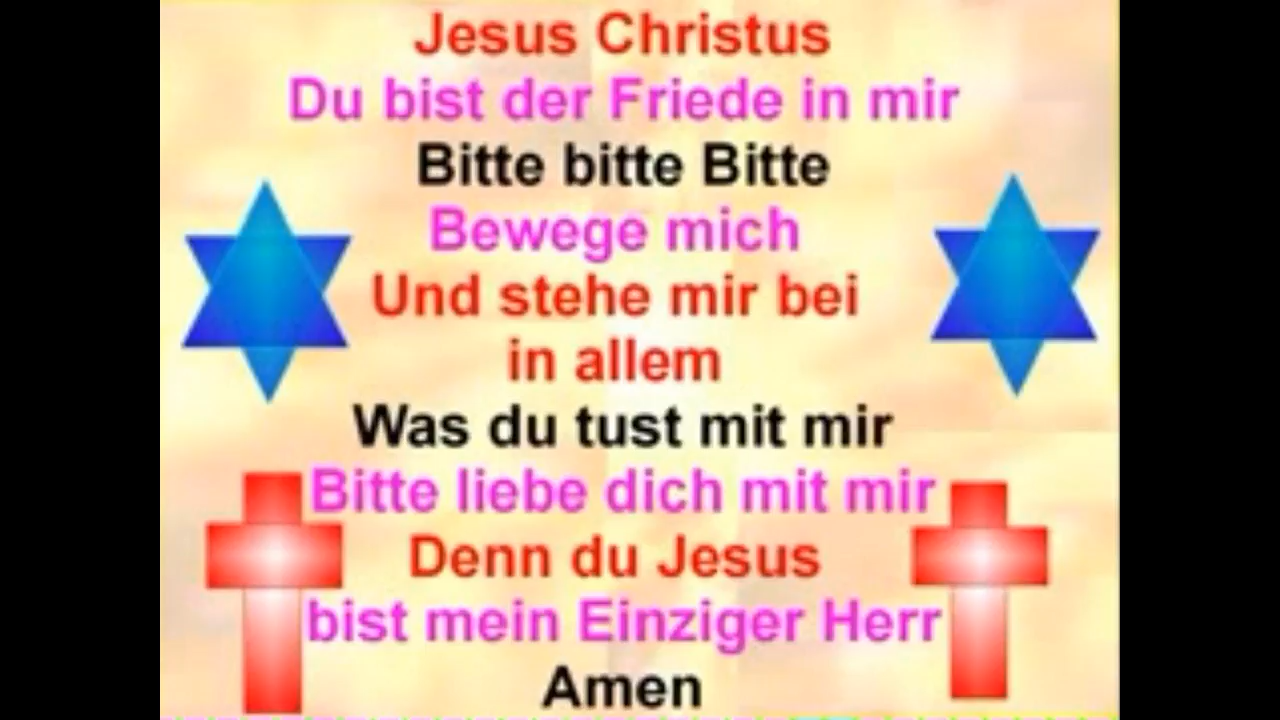 Jesus Christus
Du bist der Friede in mir
Bitte bitte Bitte
Bewege mich
Und stehe mir bei
in allem
Was du tust mit mir
Bitte liebe dich mit mir
Denn du Jesus
bist mein Einziger Herr
Amen